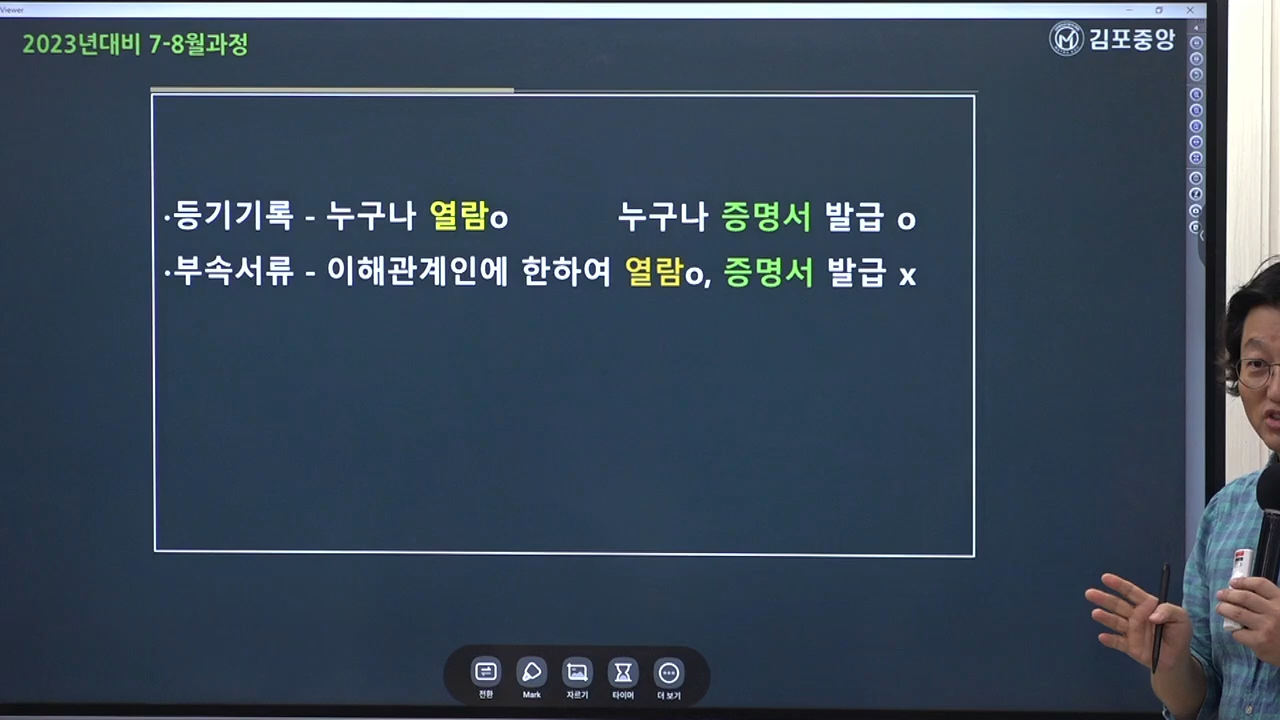 Viewer
2023년대비 7-8월과정
김포중앙
·등기기록 - 누구나 열람o 누구나 증명서 발급 o
·부속서류 - 이해관계인에 한하여 열람o, 증명서 발급 x
전환 Mark 자르기 타이머 더 보기